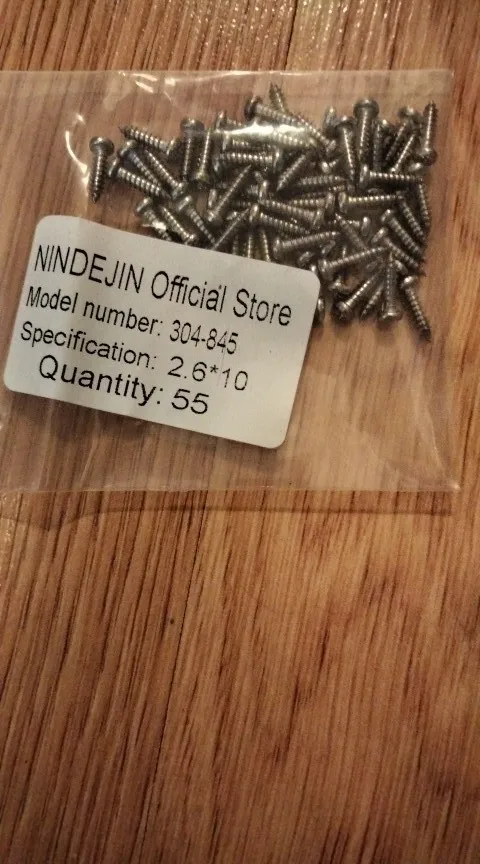 NINDEJIN Official Store
Model number: 304-845
Specification: 2.6*10
Quantity: 55